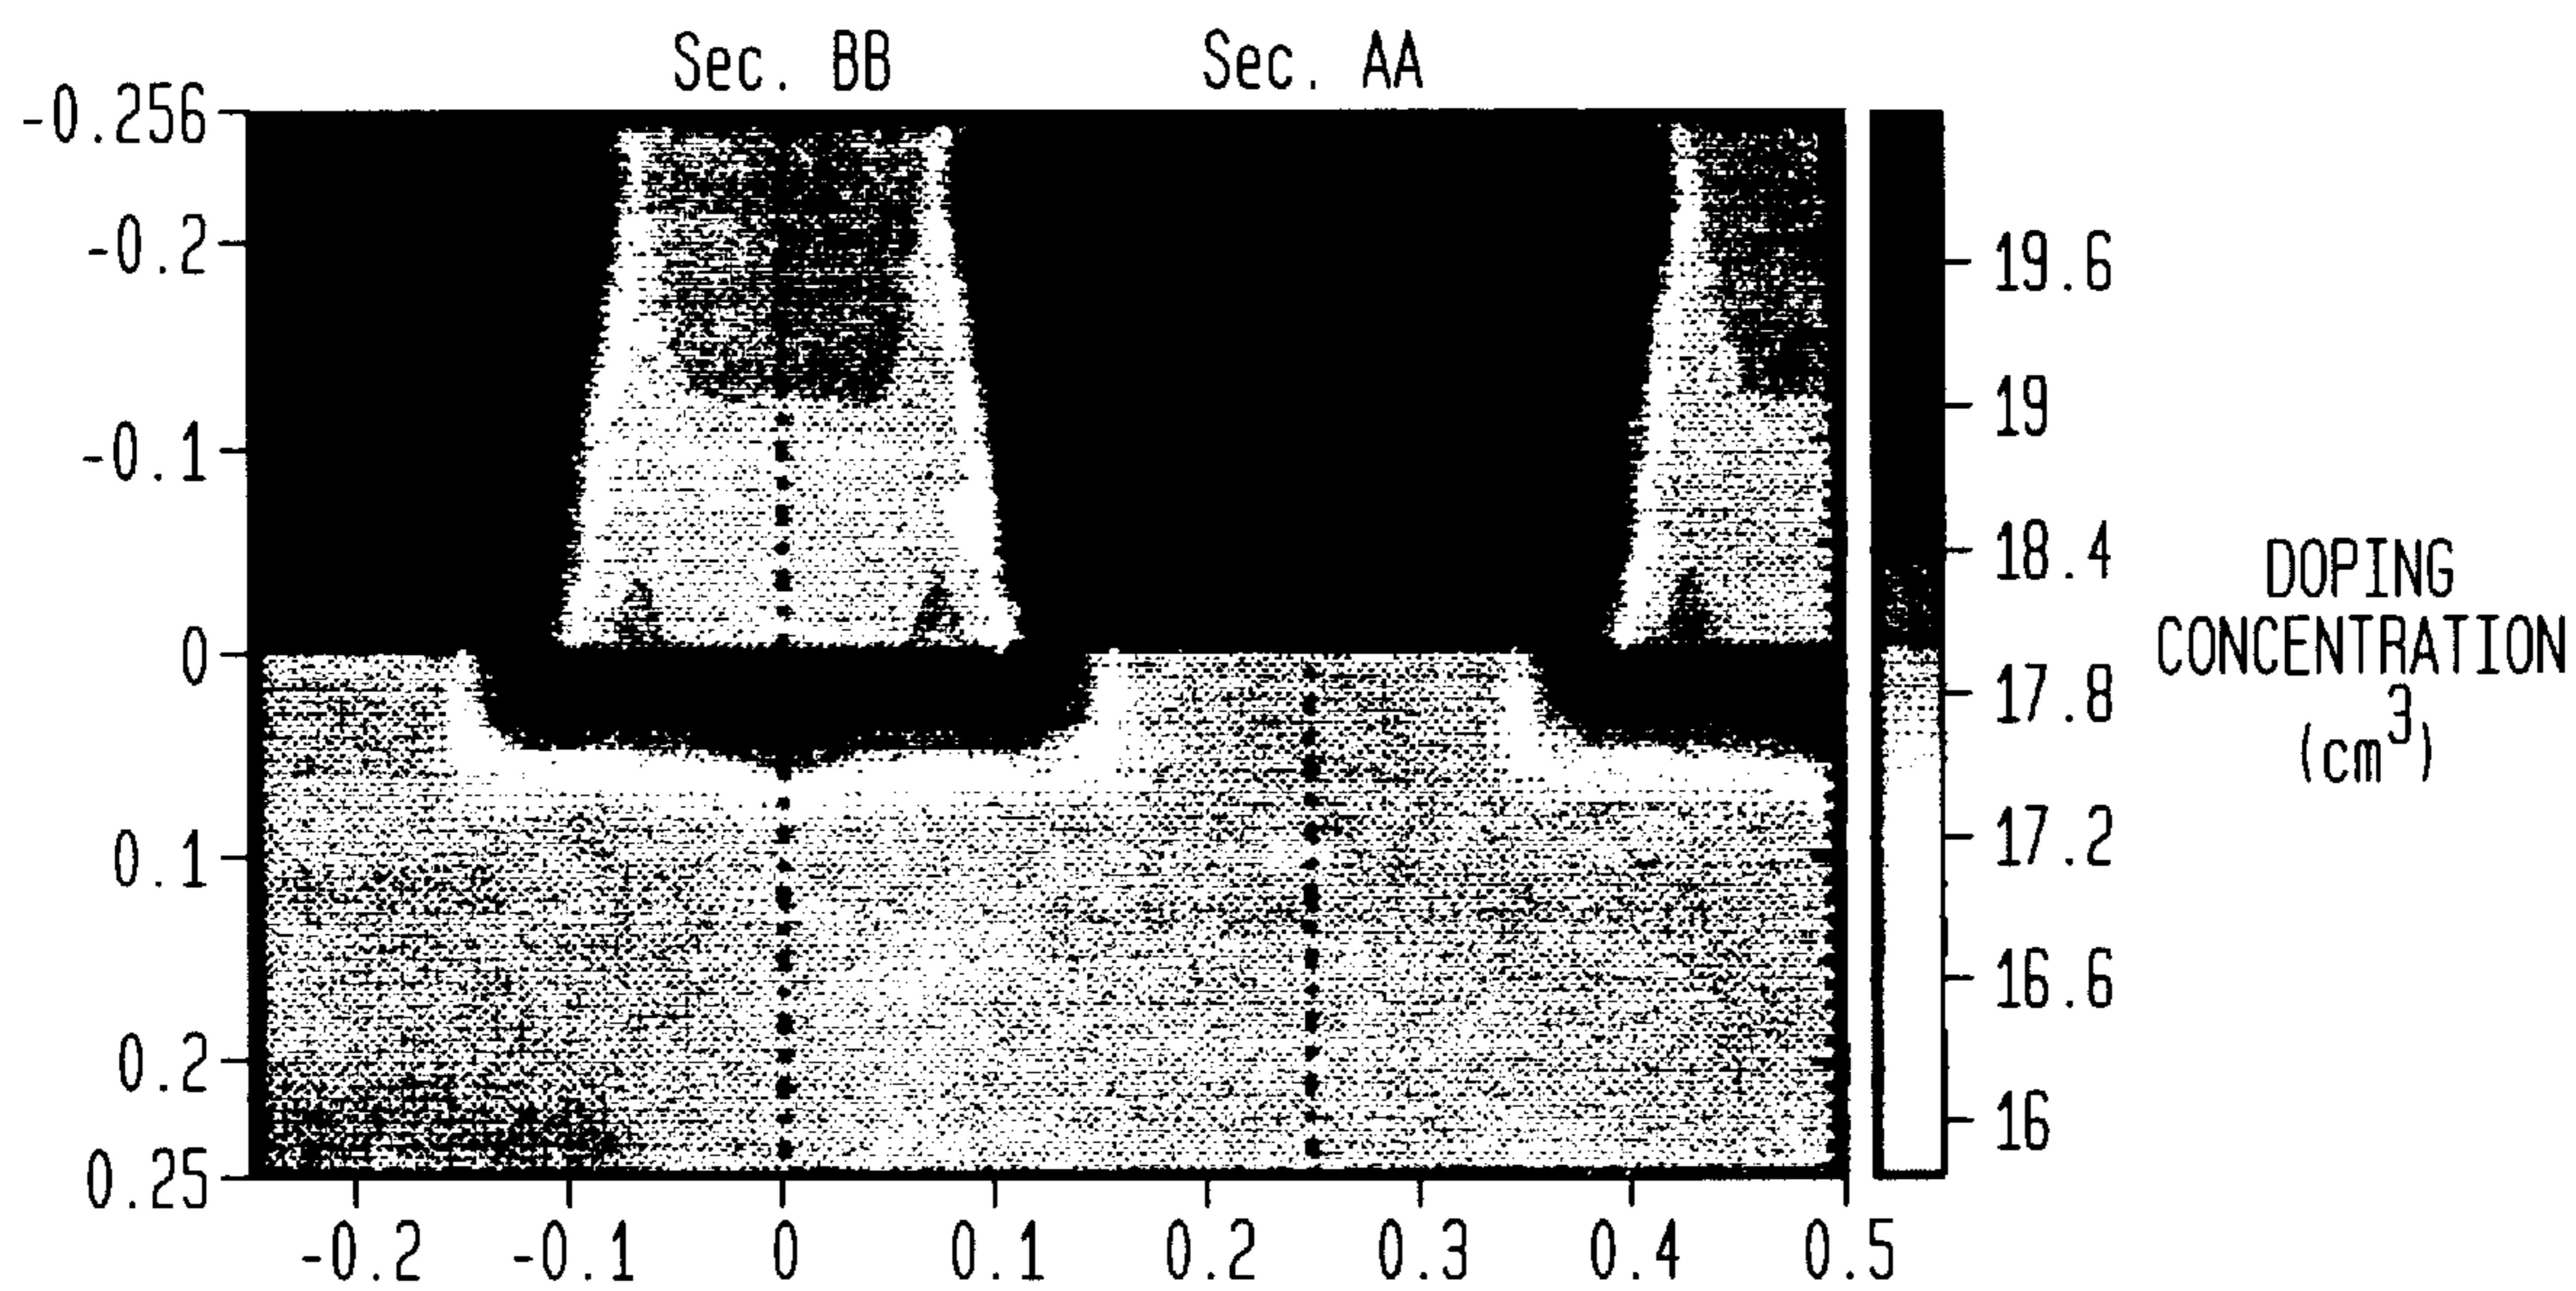 Sec. BB Sec. AA
-0.256
-0.2
-0.1
0
0.1
0.2
0.25
-0.2 -0.1 0 0.1 0.2 0.3 0.4 0.5
19.6
19
18.4
17.8
17.2
16.6
16
DOPING
CONCENTRATION
(cm³)